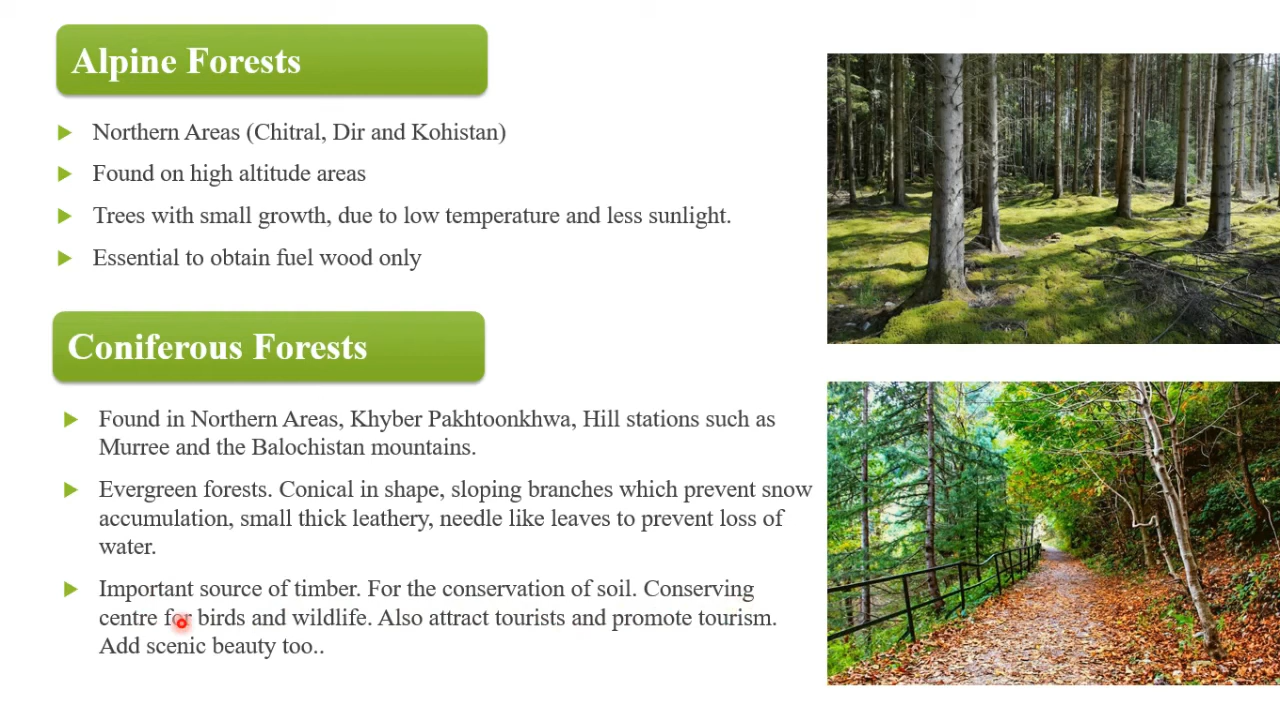 Alpine Forests
Northern Areas (Chitral, Dir and Kohistan)
Found on high altitude areas
Trees with small growth, due to low temperature and less sunlight.
Essential to obtain fuel wood only
Coniferous Forests
Found in Northern Areas, Khyber Pakhtoonkhwa, Hill stations such as
Murree and the Balochistan mountains.
Evergreen forests. Conical in shape, sloping branches which prevent snow
accumulation, small thick leathery, needle like leaves to prevent loss of
water.
Important source of timber. For the conservation of soil. Conserving
centre for birds and wildlife. Also attract tourists and promote tourism.
Add scenic beauty too..